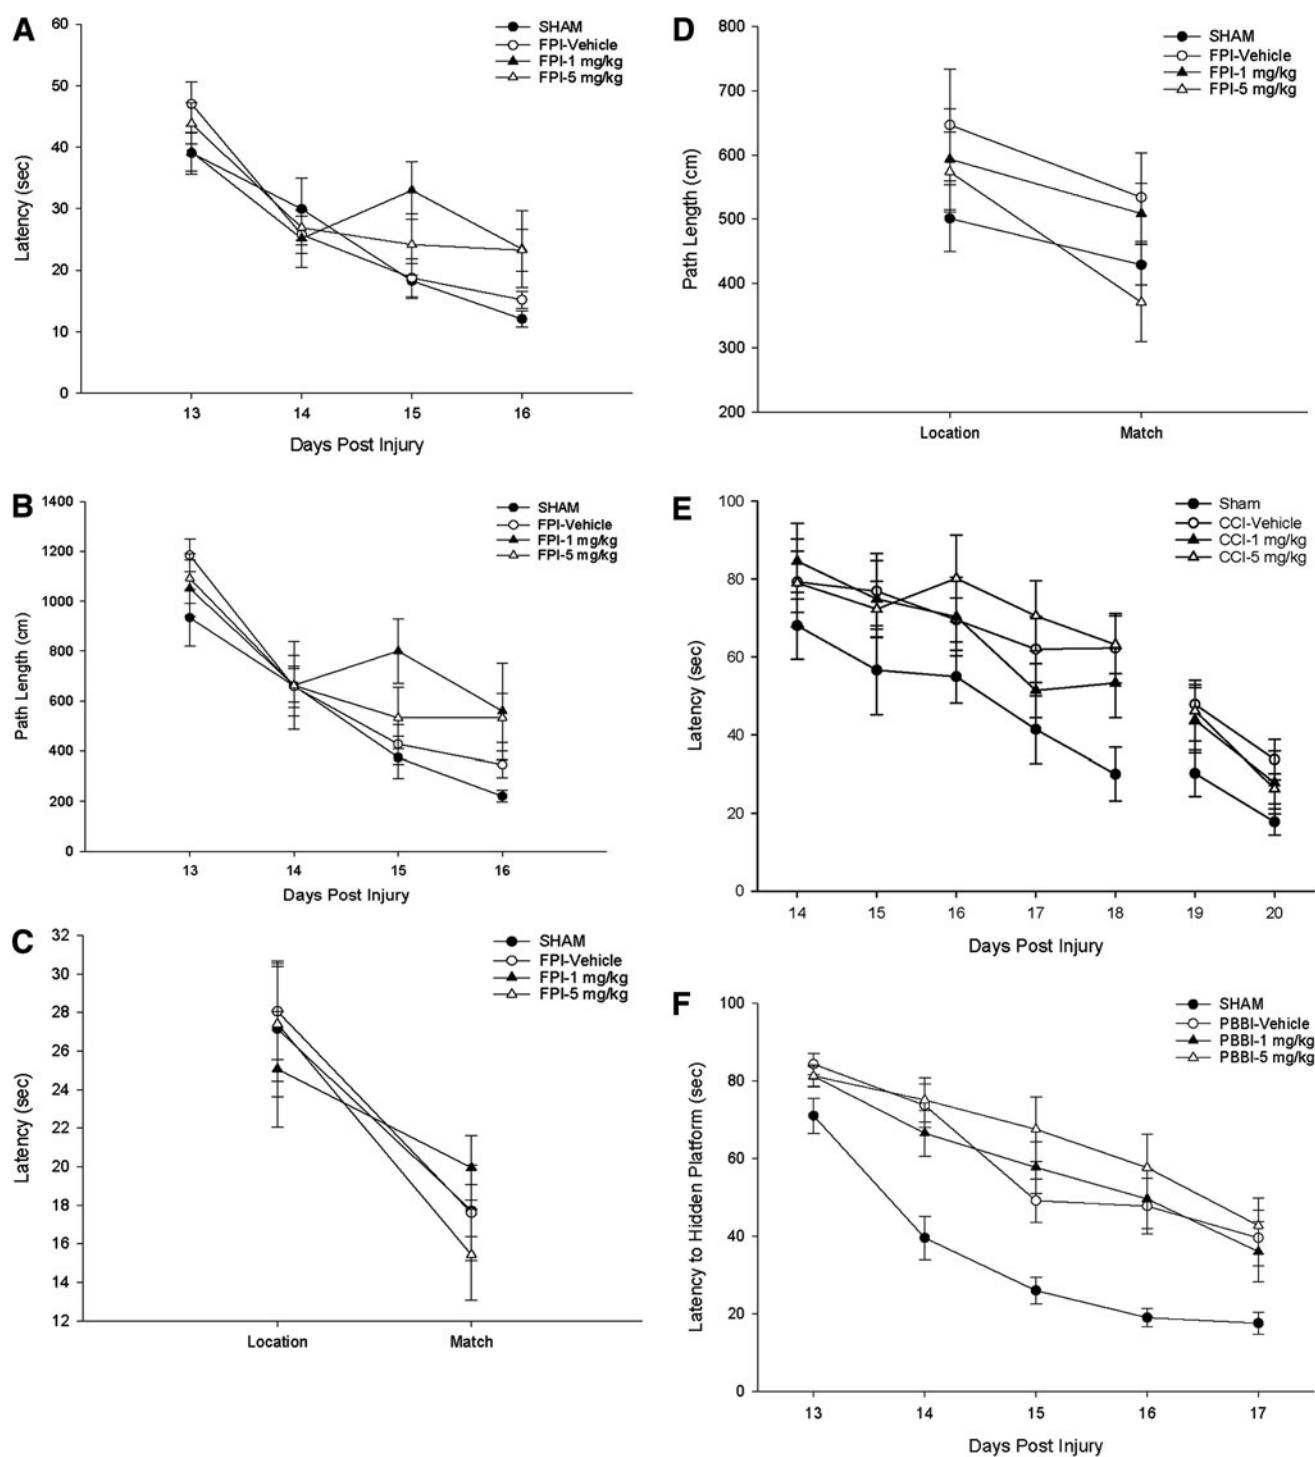 A
60
50
40
30
20
10
0
Latency (sec)
SHAM
FPI-Vehicle
FPI-1 mg/kg
FPI-5 mg/kg
13 14 15 16
Days Post Injury
B
1400
1200
1000
800
600
400
200
0
Path Length (cm)
SHAM
FPI-Vehicle
FPI-1 mg/kg
FPI-5 mg/kg
13 14 15 16
Days Post Injury
C
32
30
28
26
24
22
20
18
16
14
12
Latency (sec)
SHAM
FPI-Vehicle
FPI-1 mg/kg
FPI-5 mg/kg
Location Match
D
800
700
600
500
400
300
200
Path Length (cm)
SHAM
FPI-Vehicle
FPI-1 mg/kg
FPI-5 mg/kg
Location Match
E
100
80
60
40
20
0
Latency (sec)
Sham
CCI-Vehicle
CCI-1 mg/kg
CCI-5 mg/kg
14 15 16 17 18 19 20
Days Post Injury
F
100
80
60
40
20
0
Latency to Hidden Platform (sec)
SHAM
PBBI-Vehicle
PBBI-1 mg/kg
PBBI-5 mg/kg
13 14 15 16 17
Days Post Injury